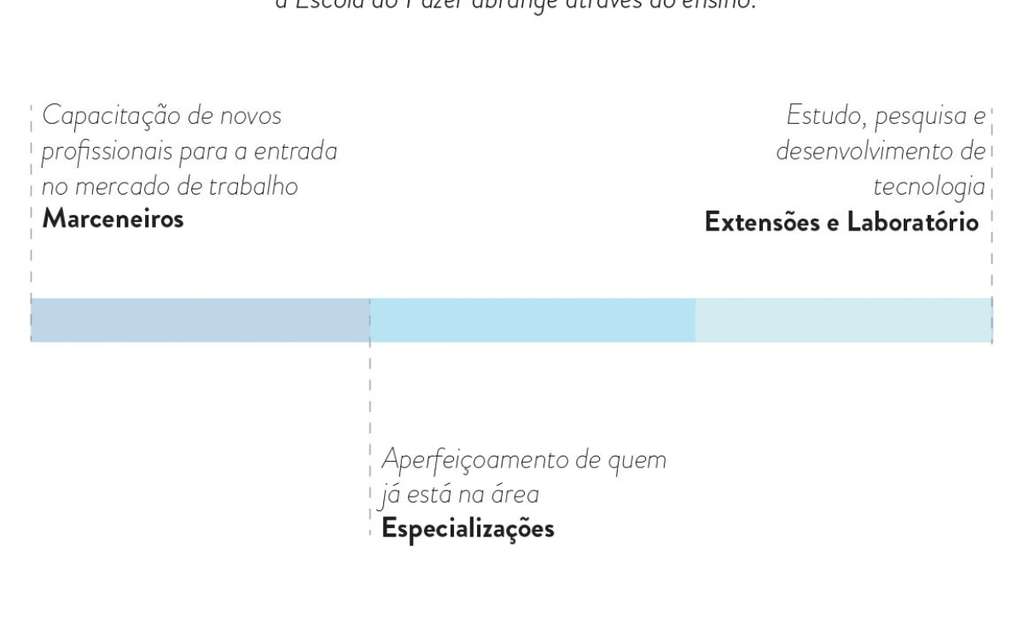 a Escola do Fazer abrange através do ensino.
Capacitação de novos
profissionais para a entrada
no mercado de trabalho
Marceneiros
Estudo, pesquisa e
desenvolvimento de
tecnologia
Extensões e Laboratório
Aperfeiçoamento de quem
já está na área
Especializações